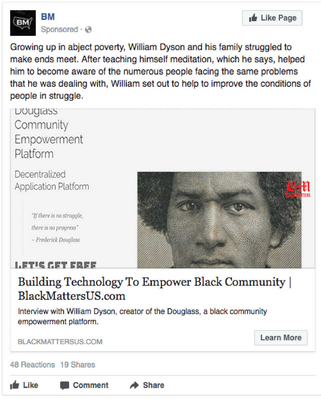 BM
Sponsored ·
Like Page
Growing up in abject poverty, William Dyson and his family struggled to
make ends meet. After teaching himself meditation, which he says, helped
him to become aware of the numerous people facing the same problems
that he was dealing with, William set out to help to improve the conditions of
people in struggle.
Douglass
Community
Empowerment
Platform
Decentralized
Application Platform
"If there is no struggle,
there is no progress"
~ Frederick Douglass
LET'S GET FREE
Building Technology To Empower Black Community |
BlackMattersUS.com
Interview with William Dyson, creator of the Douglass, a black community
empowerment platform.
BLACKMATTERSUS.COM
Learn More
48 Reactions 19 Shares
Like Comment Share